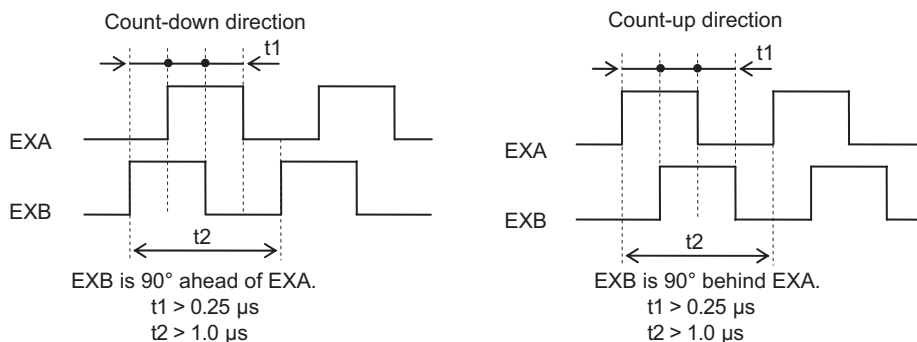 Count-down direction
t1
EXA
EXB
t2
EXB is 90° ahead of EXA.
t1 > 0.25 μs
t2 > 1.0 μs
Count-up direction
t1
EXA
EXB
t2
EXB is 90° behind EXA.
t1 > 0.25 μs
t2 > 1.0 μs